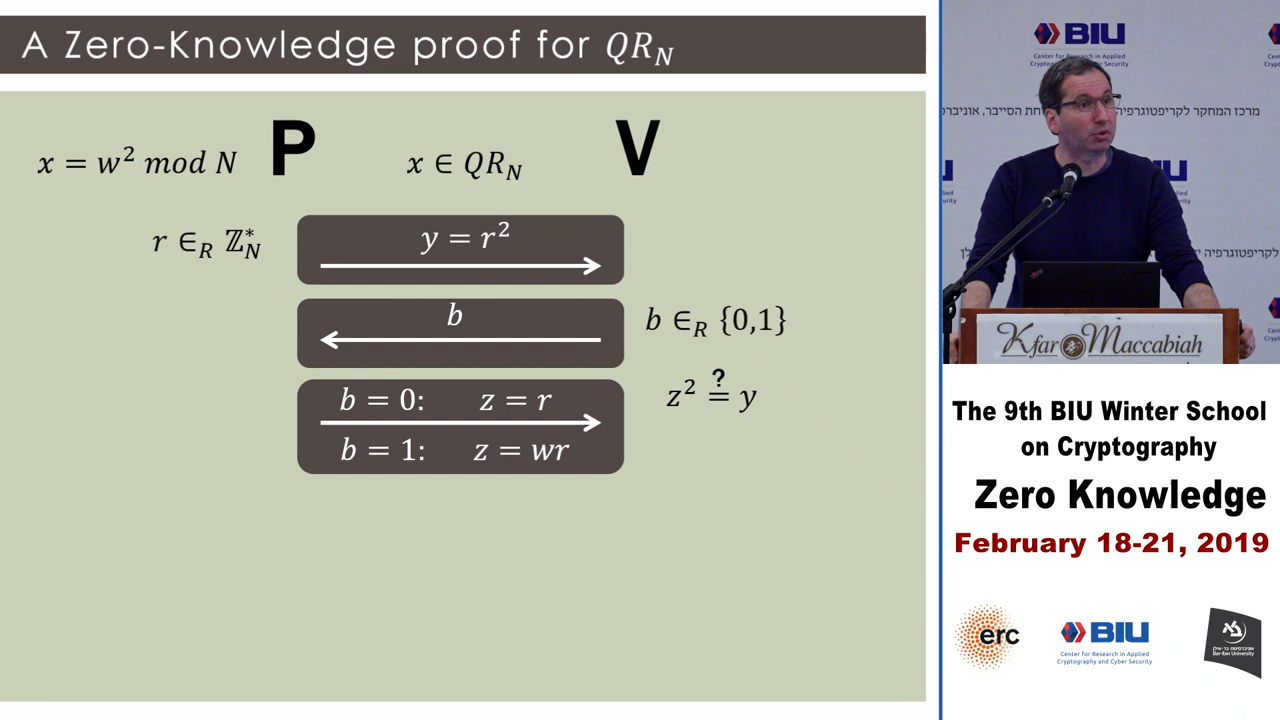 A Zero-Knowledge proof for QR_N
x = w² mod N
P
x ∈ QR_N
V
r ∈_R ℤ*_N
y = r²
b
b ∈_R {0,1}
b = 0: z = r
z² ≟ y
b = 1: z = wr
BIU
Center for Research in Applied
Cryptography and Cyber Security
מרכז המחקר לקריפטוגרפיה
Kfar Maccabiah
The 9th BIU Winter School
on Cryptography
Zero Knowledge
February 18-21, 2019
erc
BIU
Center for Research in Applied
Cryptography and Cyber Security
Bar-Ilan University